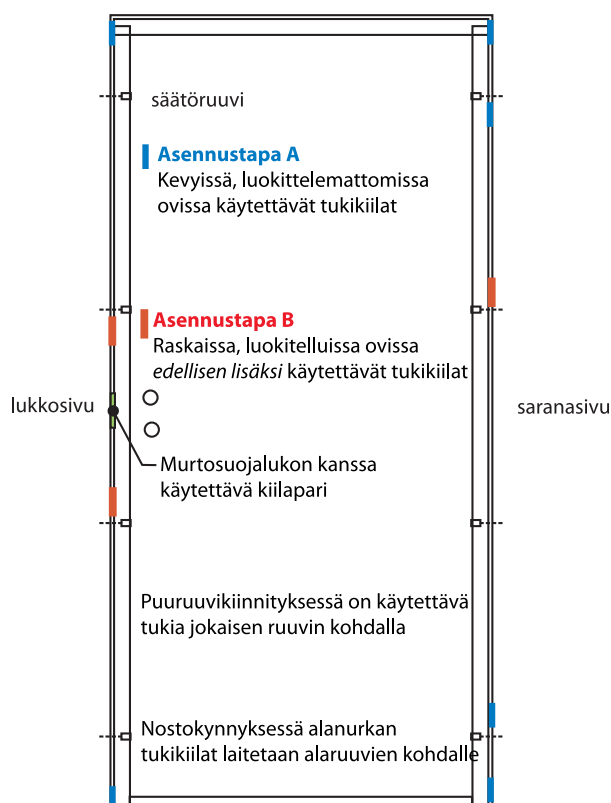 säätöruuvi
Asennustapa A
Kevyissä, luokittelemattomissa
ovissa käytettävät tukikiilat
Asennustapa B
Raskaissa, luokitelluissa ovissa
edellisen lisäksi käytettävät tukikiilat
lukkosivu
saranasivu
Murtosuojalukon kanssa
käytettävä kiilapari
Puuruuvikiinnityksessä on käytettävä
tukia jokaisen ruuvin kohdalla
Nostokynnyksessä alanurkan
tukikiilat laitetaan alaruuvien kohdalle